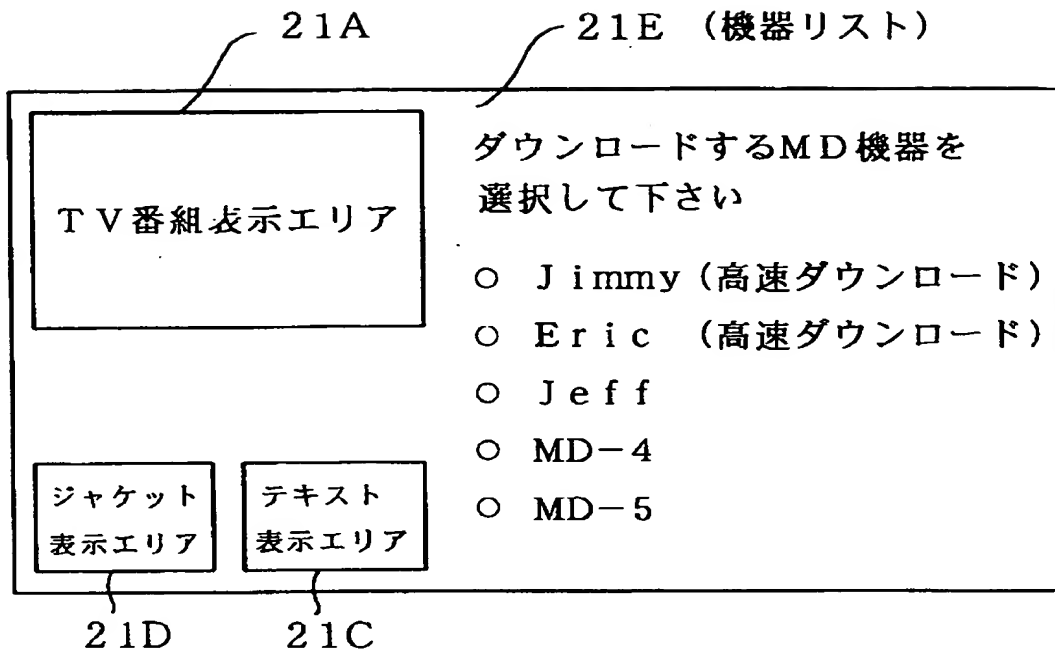 21A
21E (機器リスト)
TV番組表示エリア
ダウンロードするMD機器を
選択して下さい
○ Jimmy(高速ダウンロード)
○ Eric (高速ダウンロード)
○ Jeff
○ MD-4
○ MD-5
ジャケット
表示エリア
テキスト
表示エリア
21D
21C